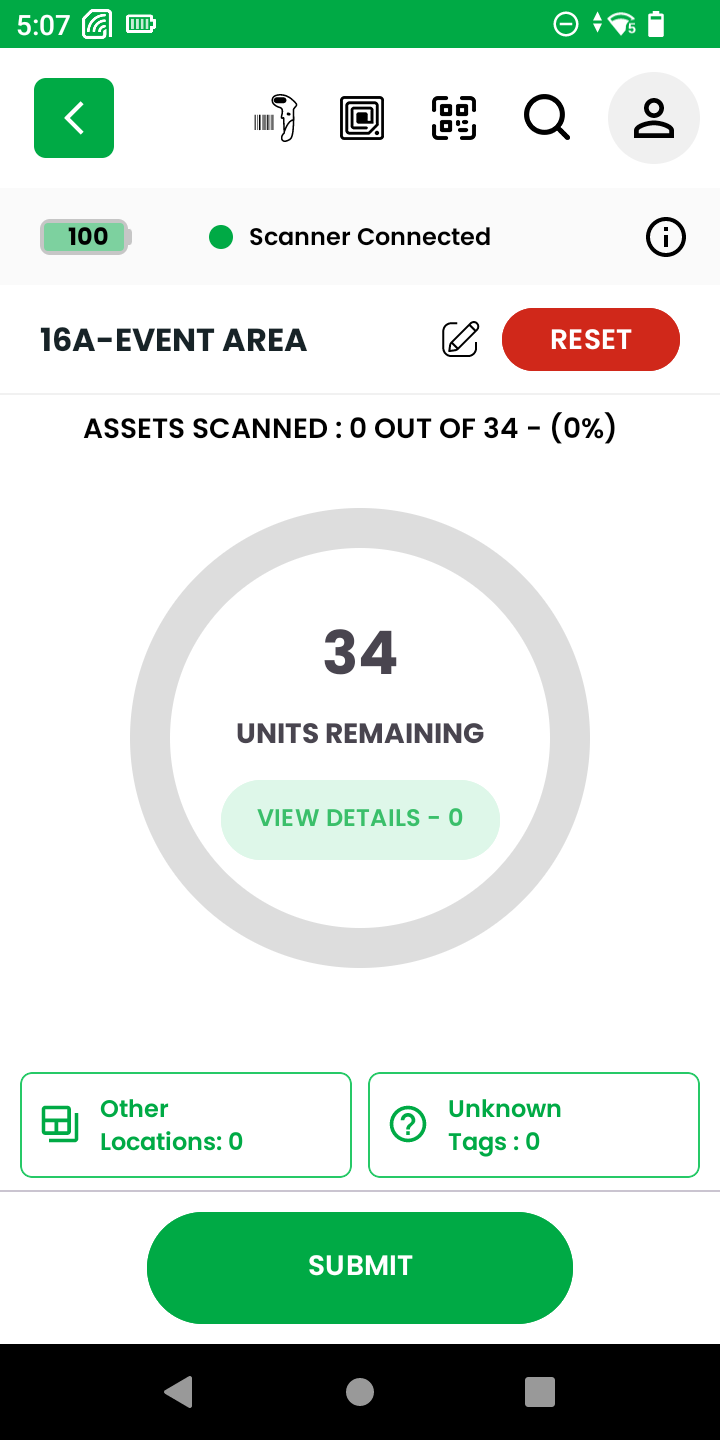 5:07
5
100
Scanner Connected
16A-EVENT AREA
RESET
ASSETS SCANNED : 0 OUT OF 34 - (0%)
34
UNITS REMAINING
VIEW DETAILS - 0
Other
Locations: 0
Unknown
Tags : 0
SUBMIT